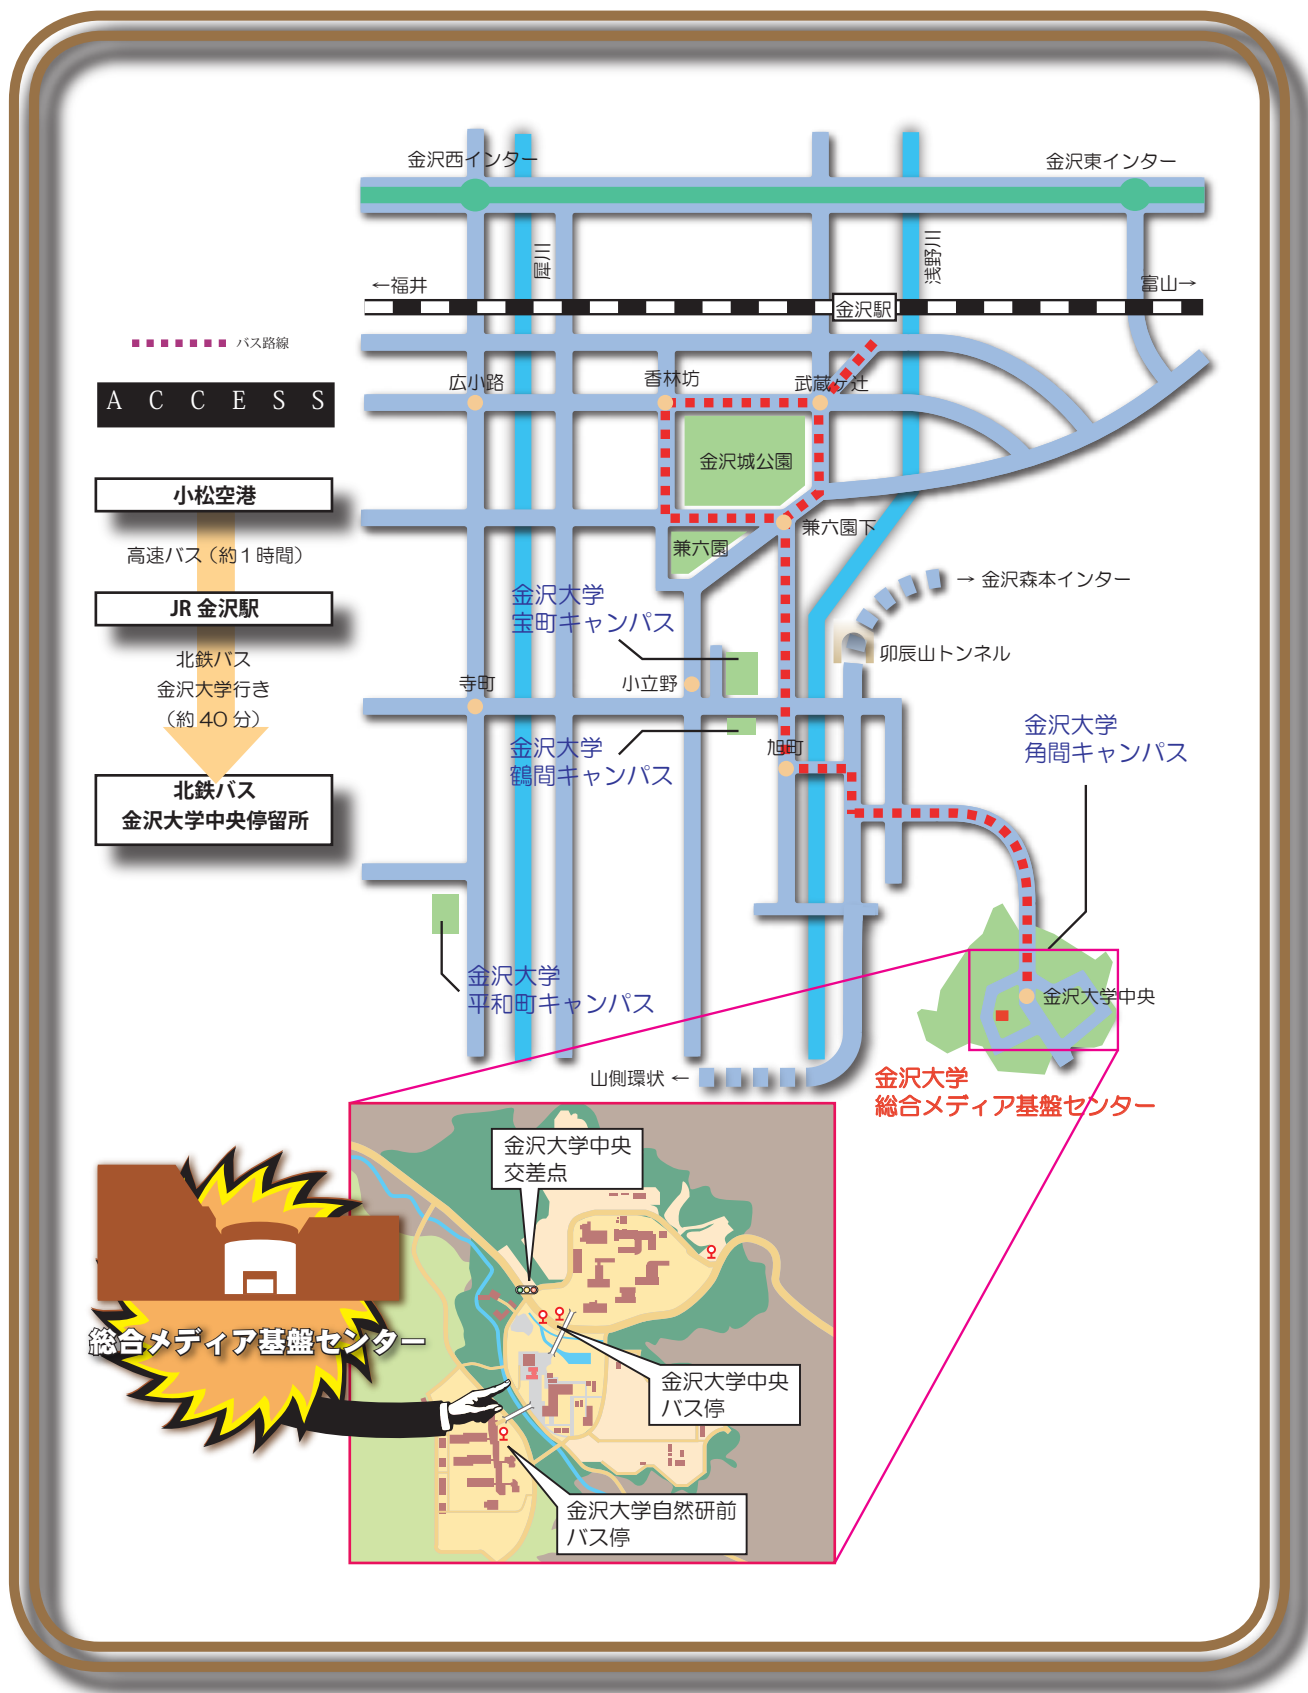 金沢西インター
金沢東インター
犀川
浅野川
←福井
富山→
金沢駅
バス路線
ACCESS
広小路
香林坊
武蔵ヶ辻
金沢城公園
小松空港
高速バス（約1時間）
兼六園下
兼六園
→ 金沢森本インター
JR 金沢駅
金沢大学
宝町キャンパス
北鉄バス
金沢大学行き
（約 40 分）
卯辰山トンネル
寺町
小立野
金沢大学
鶴間キャンパス
旭町
金沢大学
角間キャンパス
北鉄バス
金沢大学中央停留所
金沢大学
平和町キャンパス
金沢大学中央
山側環状 ←
金沢大学
総合メディア基盤センター
金沢大学中央
交差点
総合メディア基盤センター
金沢大学中央
バス停
金沢大学自然研前
バス停